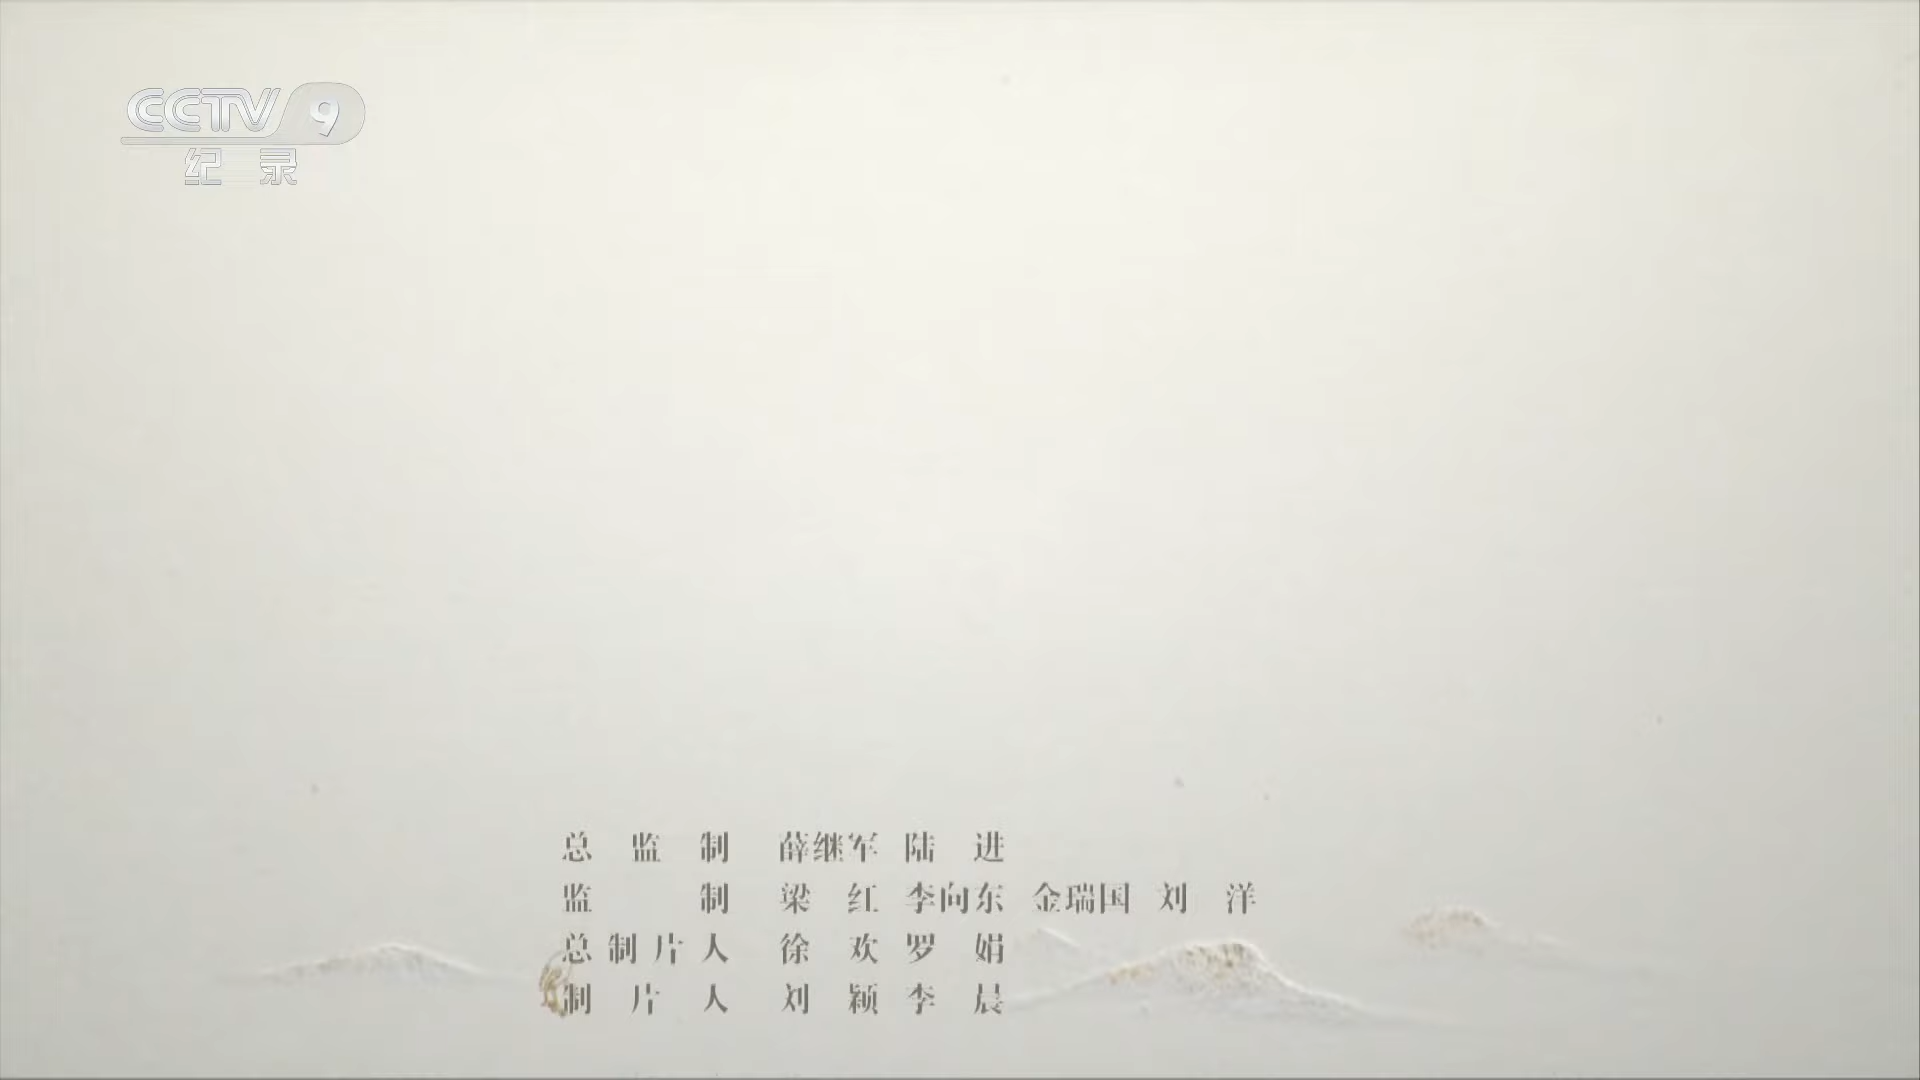 CCTV 9
纪 录
总 监 制 薛继军 陆 进
监 制 梁 红 李向东 金瑞国 刘 洋
总 制 片 人 徐 欢 罗 娟
制 片 人 刘 颖 李 晨